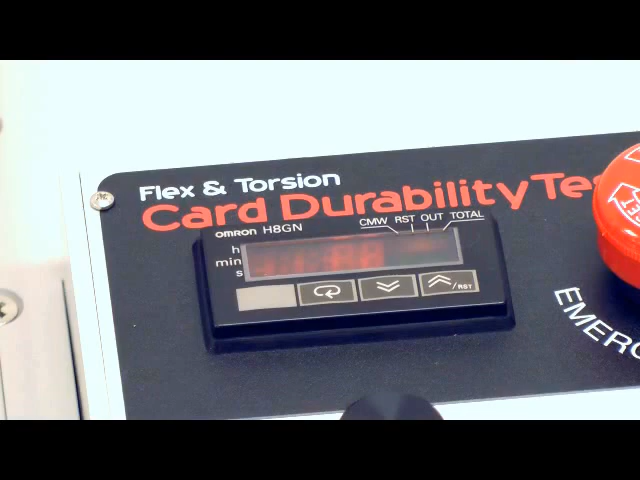 Flex & Torsion
Card Durability Te
OMRON H8GN
CMW RST OUT TOTAL
h
min
s
/RST
EMERG